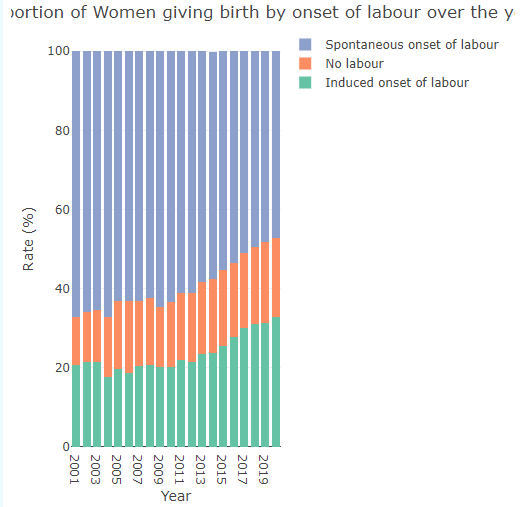 portion of Women giving birth by onset of labour over the y
Spontaneous onset of labour
No labour
Induced onset of labour
100
80
60
40
20
0
Rate (%)
2001
2003
2005
2007
2009
2011
2013
2015
2017
2019
Year